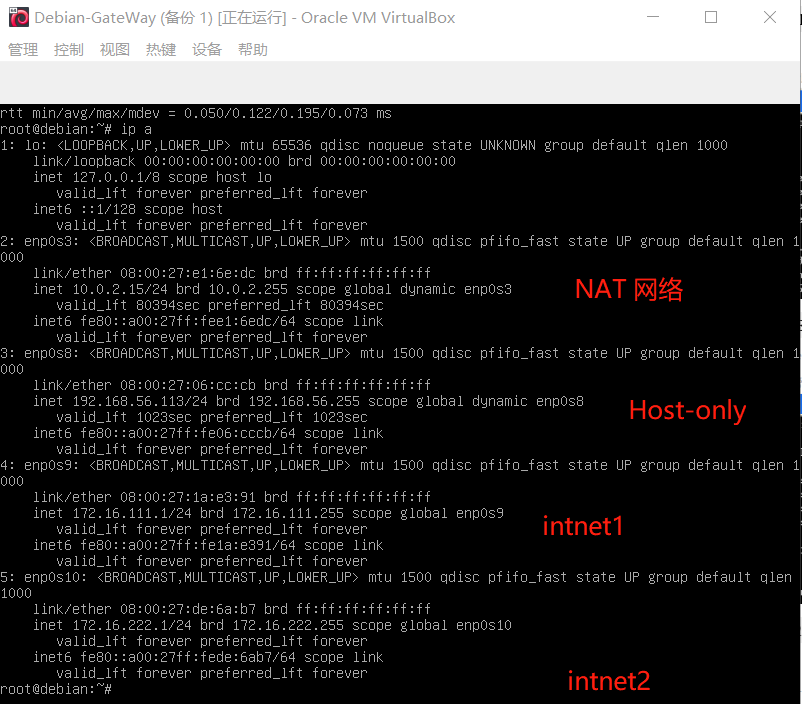 Debian-GateWay (备份 1) [正在运行] - Oracle VM VirtualBox
管理 控制 视图 热键 设备 帮助
rtt min/avg/max/mdev = 0.050/0.122/0.195/0.073 ms
root@debian:~# ip a
1: lo: <LOOPBACK,UP,LOWER_UP> mtu 65536 qdisc noqueue state UNKNOWN group default qlen 1000
link/loopback 00:00:00:00:00:00 brd 00:00:00:00:00:00
inet 127.0.0.1/8 scope host lo
valid_lft forever preferred_lft forever
inet6 ::1/128 scope host
valid_lft forever preferred_lft forever
2: enp0s3: <BROADCAST,MULTICAST,UP,LOWER_UP> mtu 1500 qdisc pfifo_fast state UP group default qlen 1
000
link/ether 08:00:27:e1:6e:dc brd ff:ff:ff:ff:ff:ff
inet 10.0.2.15/24 brd 10.0.2.255 scope global dynamic enp0s3
NAT 网络
valid_lft 80394sec preferred_lft 80394sec
inet6 fe80::a00:27ff:fee1:6edc/64 scope link
valid_lft forever preferred_lft forever
3: enp0s8: <BROADCAST,MULTICAST,UP,LOWER_UP> mtu 1500 qdisc pfifo_fast state UP group default qlen 1
000
link/ether 08:00:27:06:cc:cb brd ff:ff:ff:ff:ff:ff
inet 192.168.56.113/24 brd 192.168.56.255 scope global dynamic enp0s8
Host-only
valid_lft 1023sec preferred_lft 1023sec
inet6 fe80::a00:27ff:fe06:cccb/64 scope link
valid_lft forever preferred_lft forever
4: enp0s9: <BROADCAST,MULTICAST,UP,LOWER_UP> mtu 1500 qdisc pfifo_fast state UP group default qlen 1
000
link/ether 08:00:27:1a:e3:91 brd ff:ff:ff:ff:ff:ff
inet 172.16.111.1/24 brd 172.16.111.255 scope global enp0s9
intnet1
valid_lft forever preferred_lft forever
inet6 fe80::a00:27ff:fe1a:e391/64 scope link
valid_lft forever preferred_lft forever
5: enp0s10: <BROADCAST,MULTICAST,UP,LOWER_UP> mtu 1500 qdisc pfifo_fast state UP group default qlen
1000
link/ether 08:00:27:de:6a:b7 brd ff:ff:ff:ff:ff:ff
inet 172.16.222.1/24 brd 172.16.222.255 scope global enp0s10
valid_lft forever preferred_lft forever
inet6 fe80::a00:27ff:fede:6ab7/64 scope link
valid_lft forever preferred_lft forever
intnet2
root@debian:~#